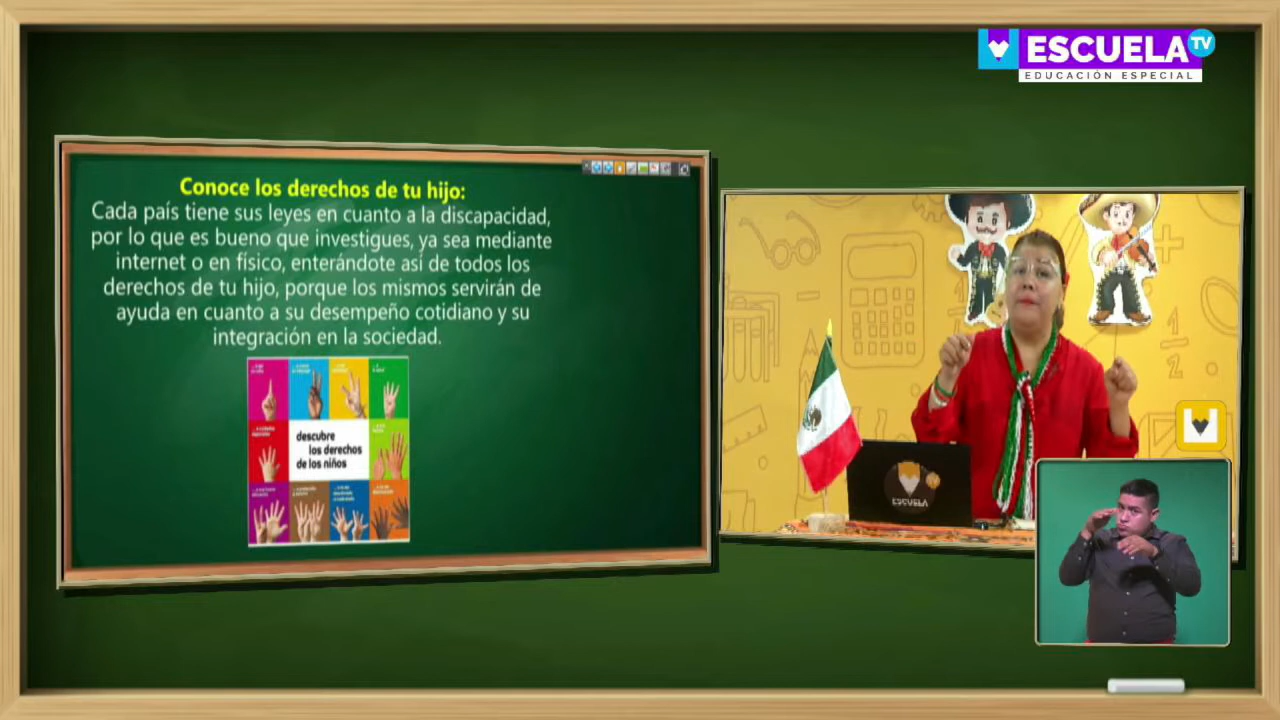 ESCUELA TV
EDUCACIÓN ESPECIAL
Conoce los derechos de tu hijo:
Cada país tiene sus leyes en cuanto a la discapacidad,
por lo que es bueno que investigues, ya sea mediante
internet o en físico, enterándote así de todos los
derechos de tu hijo, porque los mismos servirán de
ayuda en cuanto a su desempeño cotidiano y su
integración en la sociedad.
descubre
los derechos
de los niños
1
2
ESCUELA